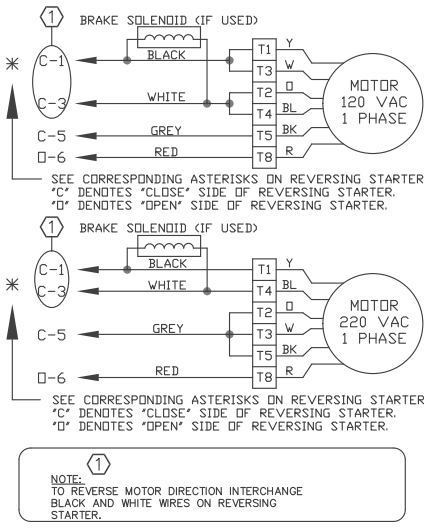 1 BRAKE SOLENOID (IF USED)
C-1 BLACK T1 Y
* T3 W
C-3 WHITE T2 O
T4 BL
C-5 GREY T5 BK
O-6 RED T8 R
MOTOR
120 VAC
1 PHASE
SEE CORRESPONDING ASTERISKS ON REVERSING STARTER
"C" DENOTES "CLOSE" SIDE OF REVERSING STARTER.
"O" DENOTES "OPEN" SIDE OF REVERSING STARTER.
1 BRAKE SOLENOID (IF USED)
C-1 BLACK T1 Y
* C-3 WHITE T4 BL
T2 O
C-5 GREY T3 W
T5 BK
O-6 RED T8 R
MOTOR
220 VAC
1 PHASE
SEE CORRESPONDING ASTERISKS ON REVERSING STARTER
"C" DENOTES "CLOSE" SIDE OF REVERSING STARTER.
"O" DENOTES "OPEN" SIDE OF REVERSING STARTER.
1
NOTE:
TO REVERSE MOTOR DIRECTION INTERCHANGE
BLACK AND WHITE WIRES ON REVERSING
STARTER.